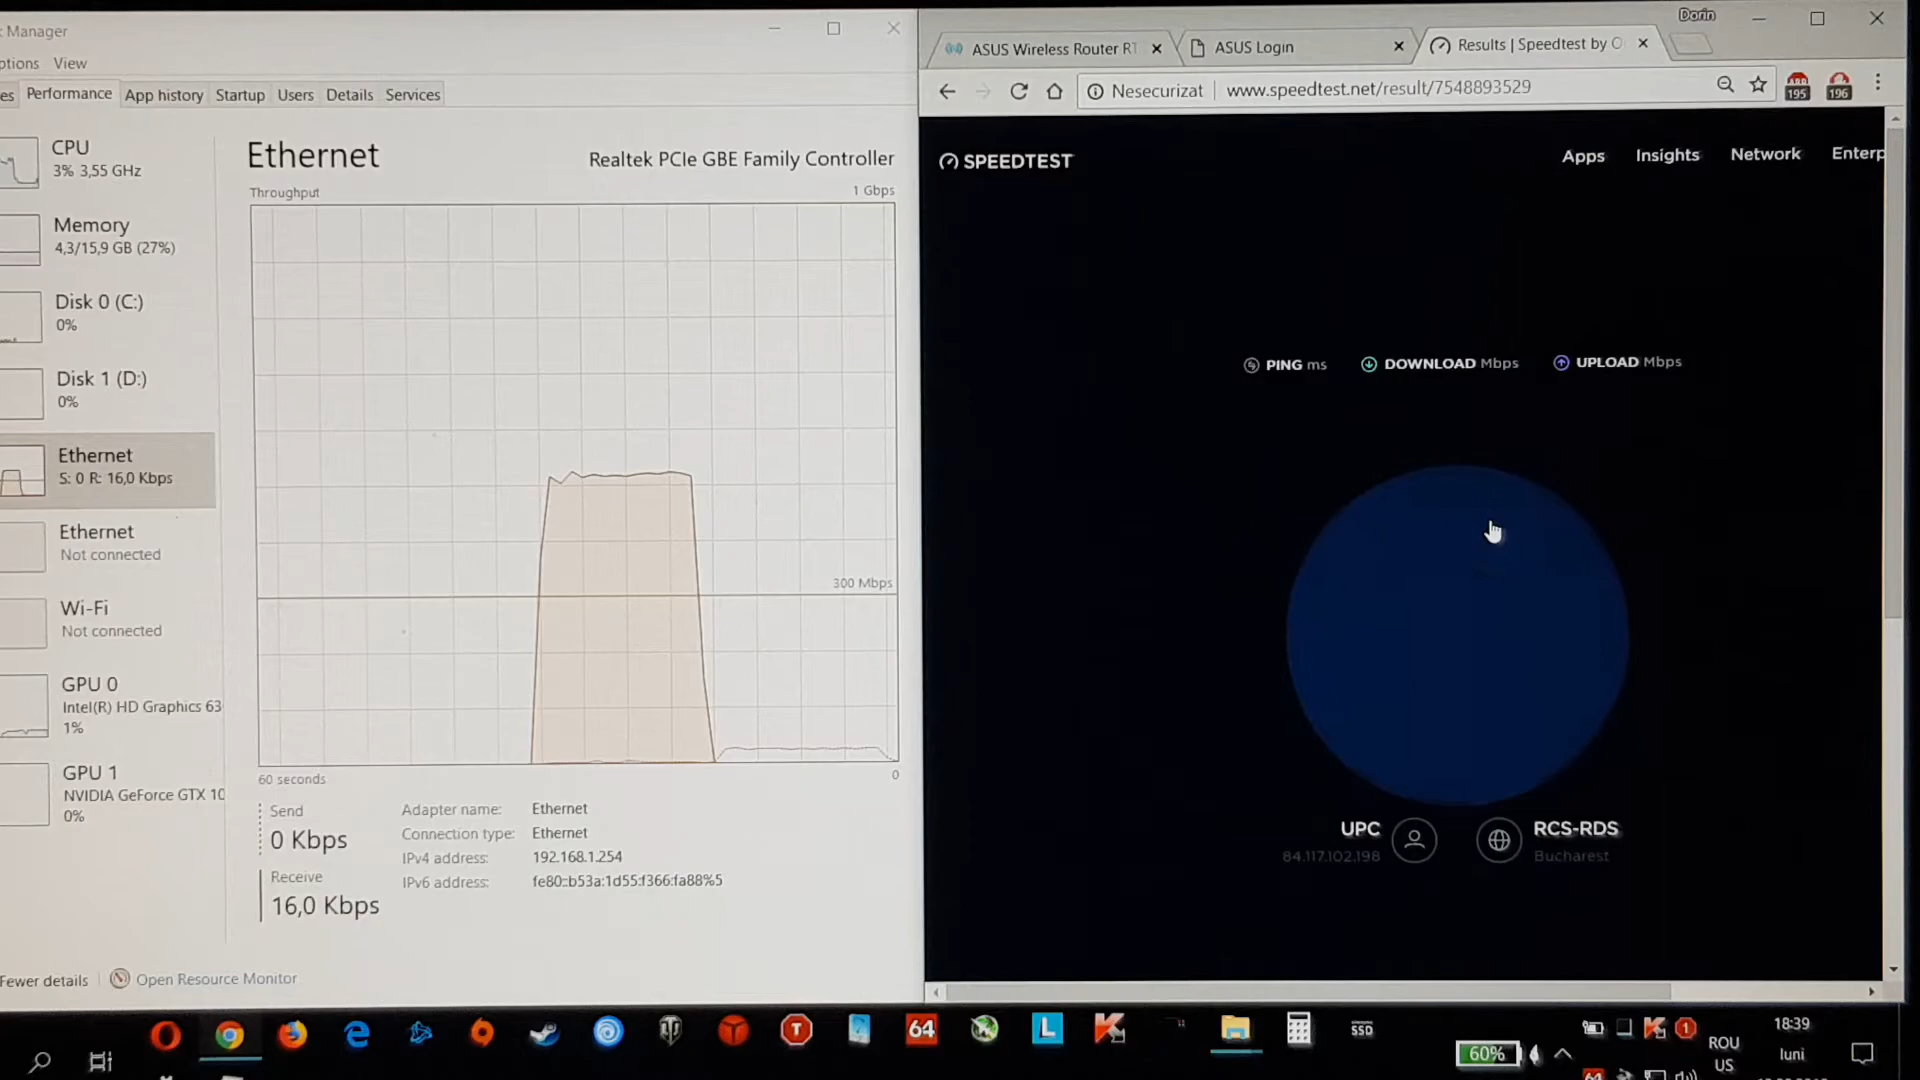 Manager
ptions View
es Performance App history Startup Users Details Services
CPU
3% 3,55 GHz
Memory
4,3/15,9 GB (27%)
Disk 0 (C:)
0%
Disk 1 (D:)
0%
Ethernet
S: 0 R: 16,0 Kbps
Ethernet
Not connected
Wi-Fi
Not connected
GPU 0
Intel(R) HD Graphics 63
1%
GPU 1
NVIDIA GeForce GTX 10
0%
Ethernet
Realtek PCIe GBE Family Controller
Throughput
1 Gbps
300 Mbps
60 seconds
0
Send
0 Kbps
Receive
16,0 Kbps
Adapter name: Ethernet
Connection type: Ethernet
IPv4 address: 192.168.1.254
IPv6 address: fe80::b53a:1d55:f366:fa88%5
Fewer details
Open Resource Monitor
Dorin
ASUS Wireless Router RT
ASUS Login
Results | Speedtest by O
Nesecurizat
www.speedtest.net/result/7548893529
195
196
SPEEDTEST
Apps Insights Network Enterp
PING ms
DOWNLOAD Mbps
UPLOAD Mbps
UPC
84.117.102.198
RCS-RDS
Bucharest
64
L
SSD
60%
1
ROU
US
18:39
luni
64